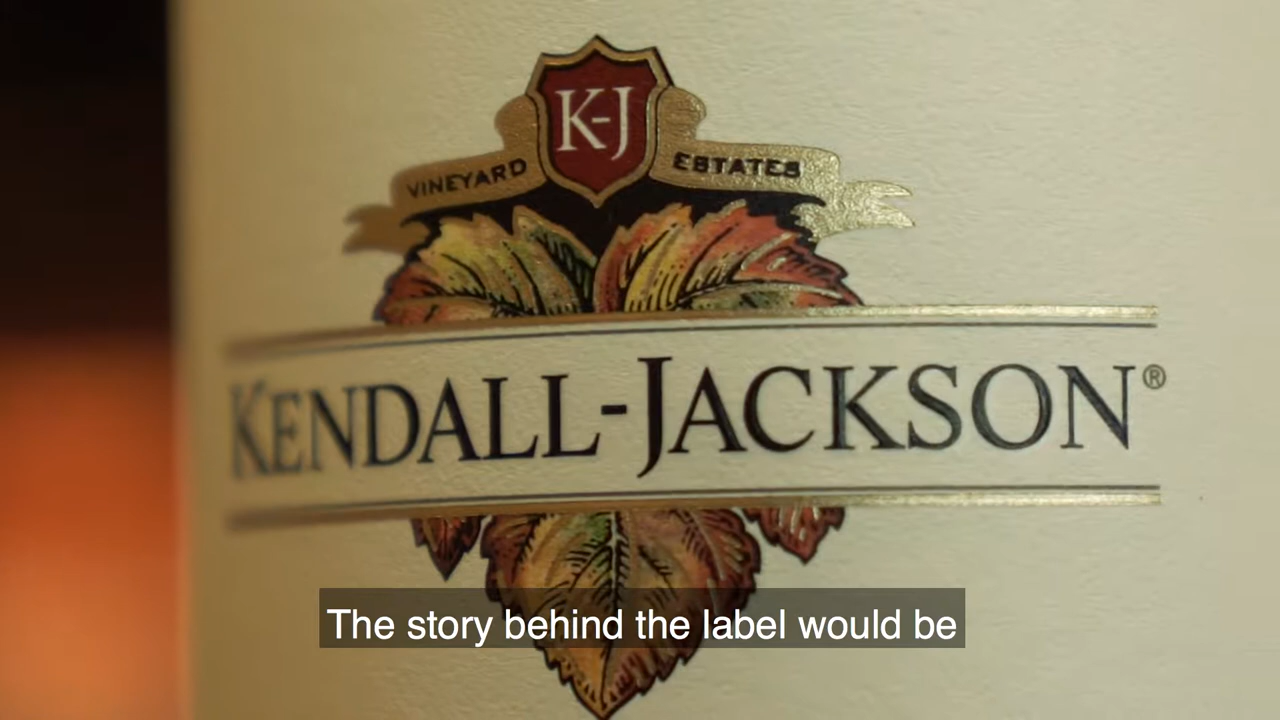 K-J
VINEYARD ESTATES
KENDALL-JACKSON®
The story behind the label would be